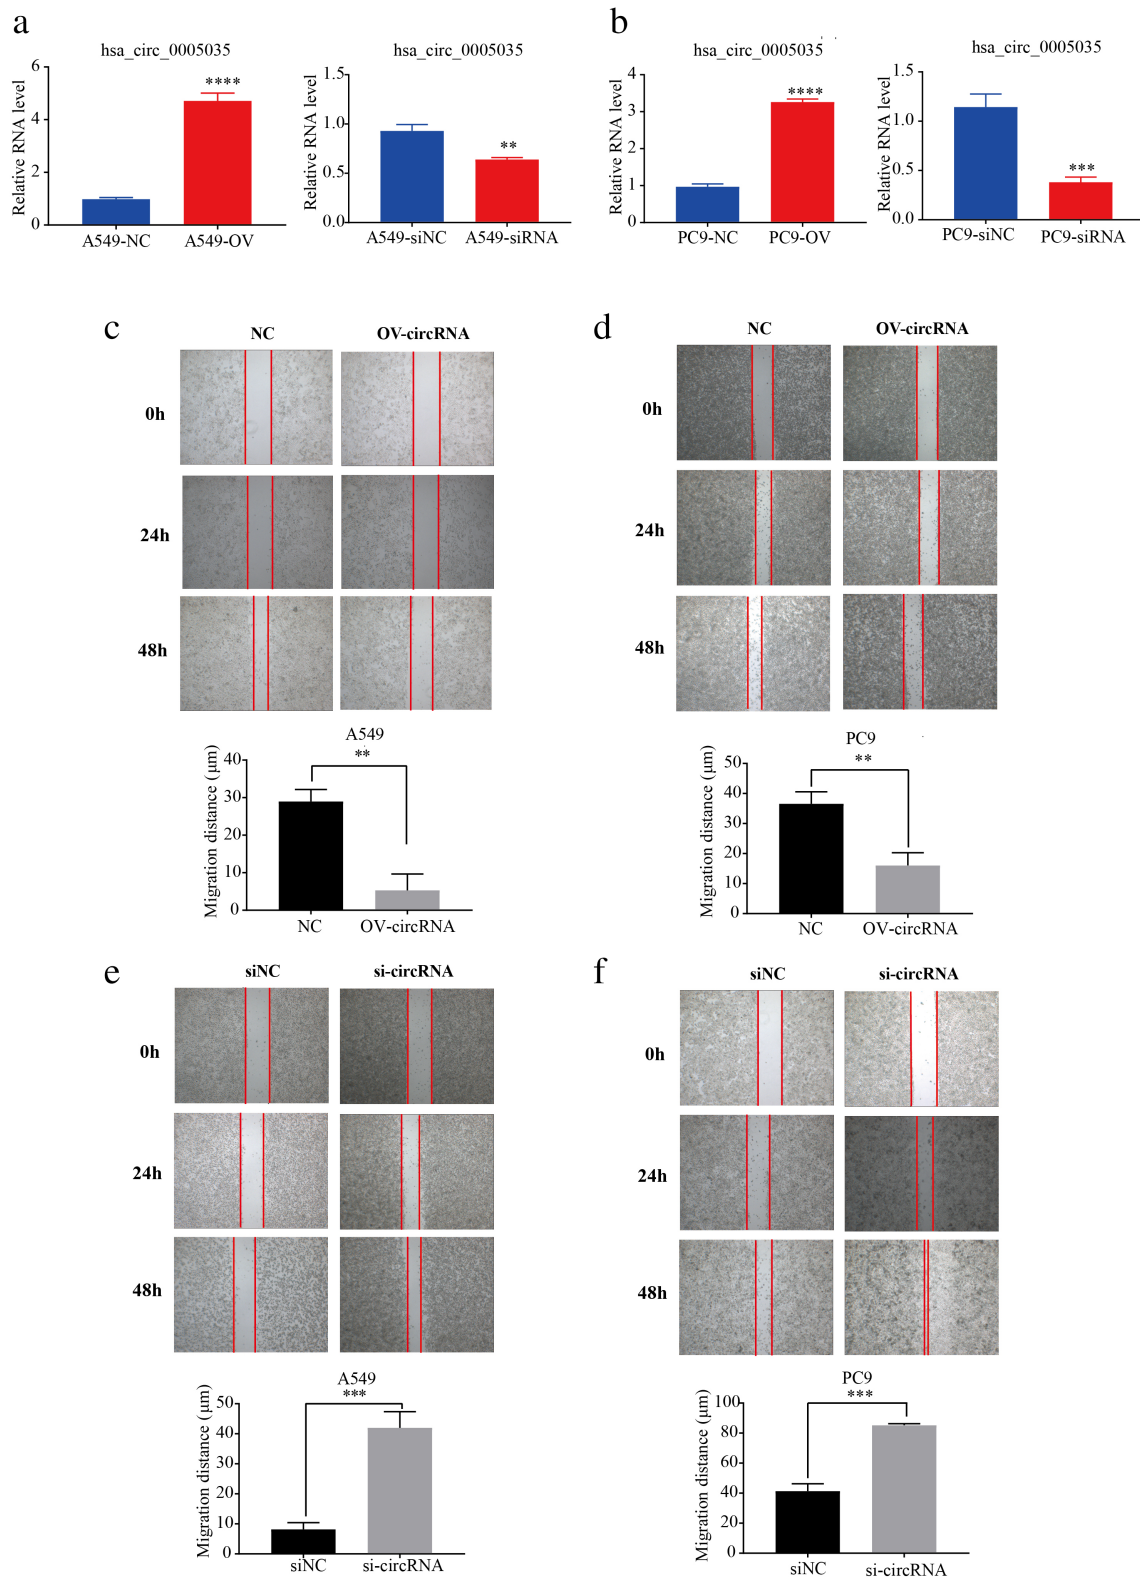 a
hsa_circ_0005035
Relative RNA level
6
4
2
0
****
A549-NC A549-OV
hsa_circ_0005035
Relative RNA level
1.5
1.0
0.5
0.0
**
A549-siNC A549-siRNA
b
hsa_circ_0005035
Relative RNA level
4
3
2
1
0
****
PC9-NC PC9-OV
hsa_circ_0005035
Relative RNA level
1.5
1.0
0.5
0.0
***
PC9-siNC PC9-siRNA
c
NC OV-circRNA
0h
24h
48h
A549
Migration distance (μm)
40
30
20
10
0
**
NC OV-circRNA
d
NC OV-circRNA
0h
24h
48h
PC9
Migration distance (μm)
50
40
30
20
10
0
**
NC OV-circRNA
e
siNC si-circRNA
0h
24h
48h
A549
Migration distance (μm)
50
40
30
20
10
0
***
siNC si-circRNA
f
siNC si-circRNA
0h
24h
48h
PC9
Migration distance (μm)
100
80
60
40
20
0
***
siNC si-circRNA